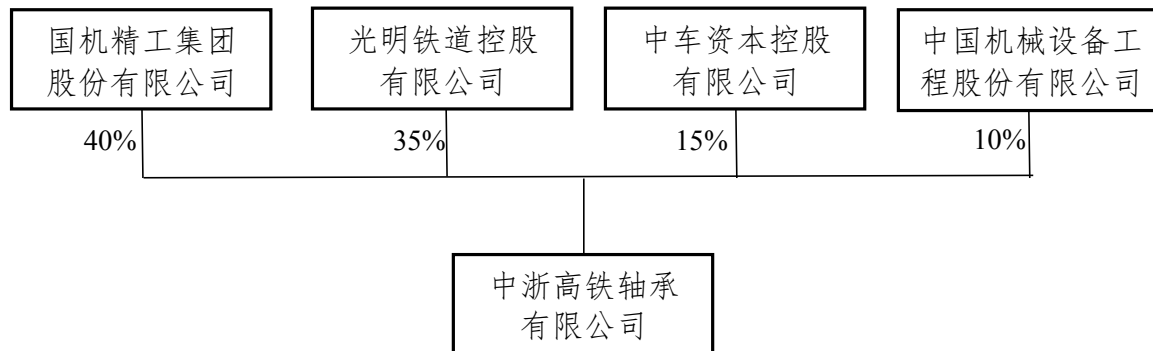 国机精工集团
股份有限公司
光明铁道控股
有限公司
中车资本控股
有限公司
中国机械设备工
程股份有限公司
40%
35%
15%
10%
中浙高铁轴承
有限公司